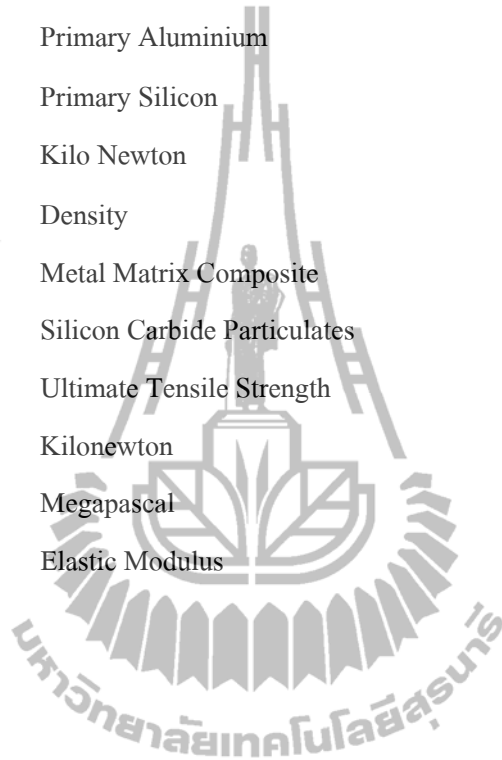 Primary Aluminium
Primary Silicon
Kilo Newton
Density
Metal Matrix Composite
Silicon Carbide Particulates
Ultimate Tensile Strength
Kilonewton
Megapascal
Elastic Modulus
มหาวิทยาลัยเทคโนโลยีสุรนารี